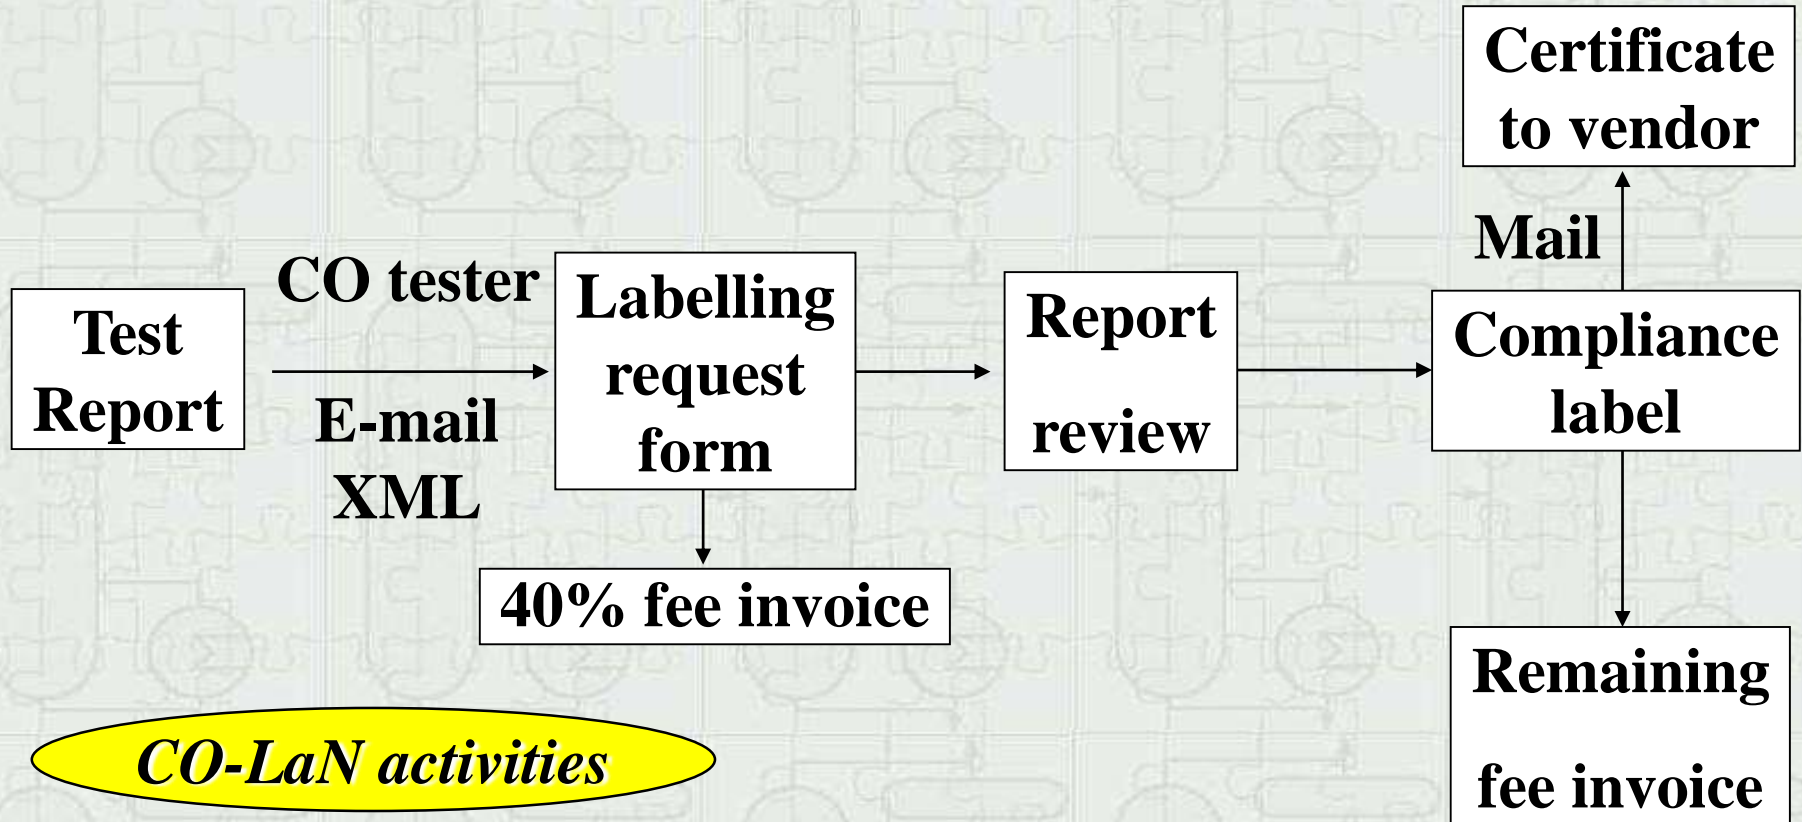 Certificate
to vendor
Mail
CO tester
Test
Report
E-mail
XML
Labelling
request
form
Report
review
Compliance
label
40% fee invoice
Remaining
fee invoice
CO-LaN activities